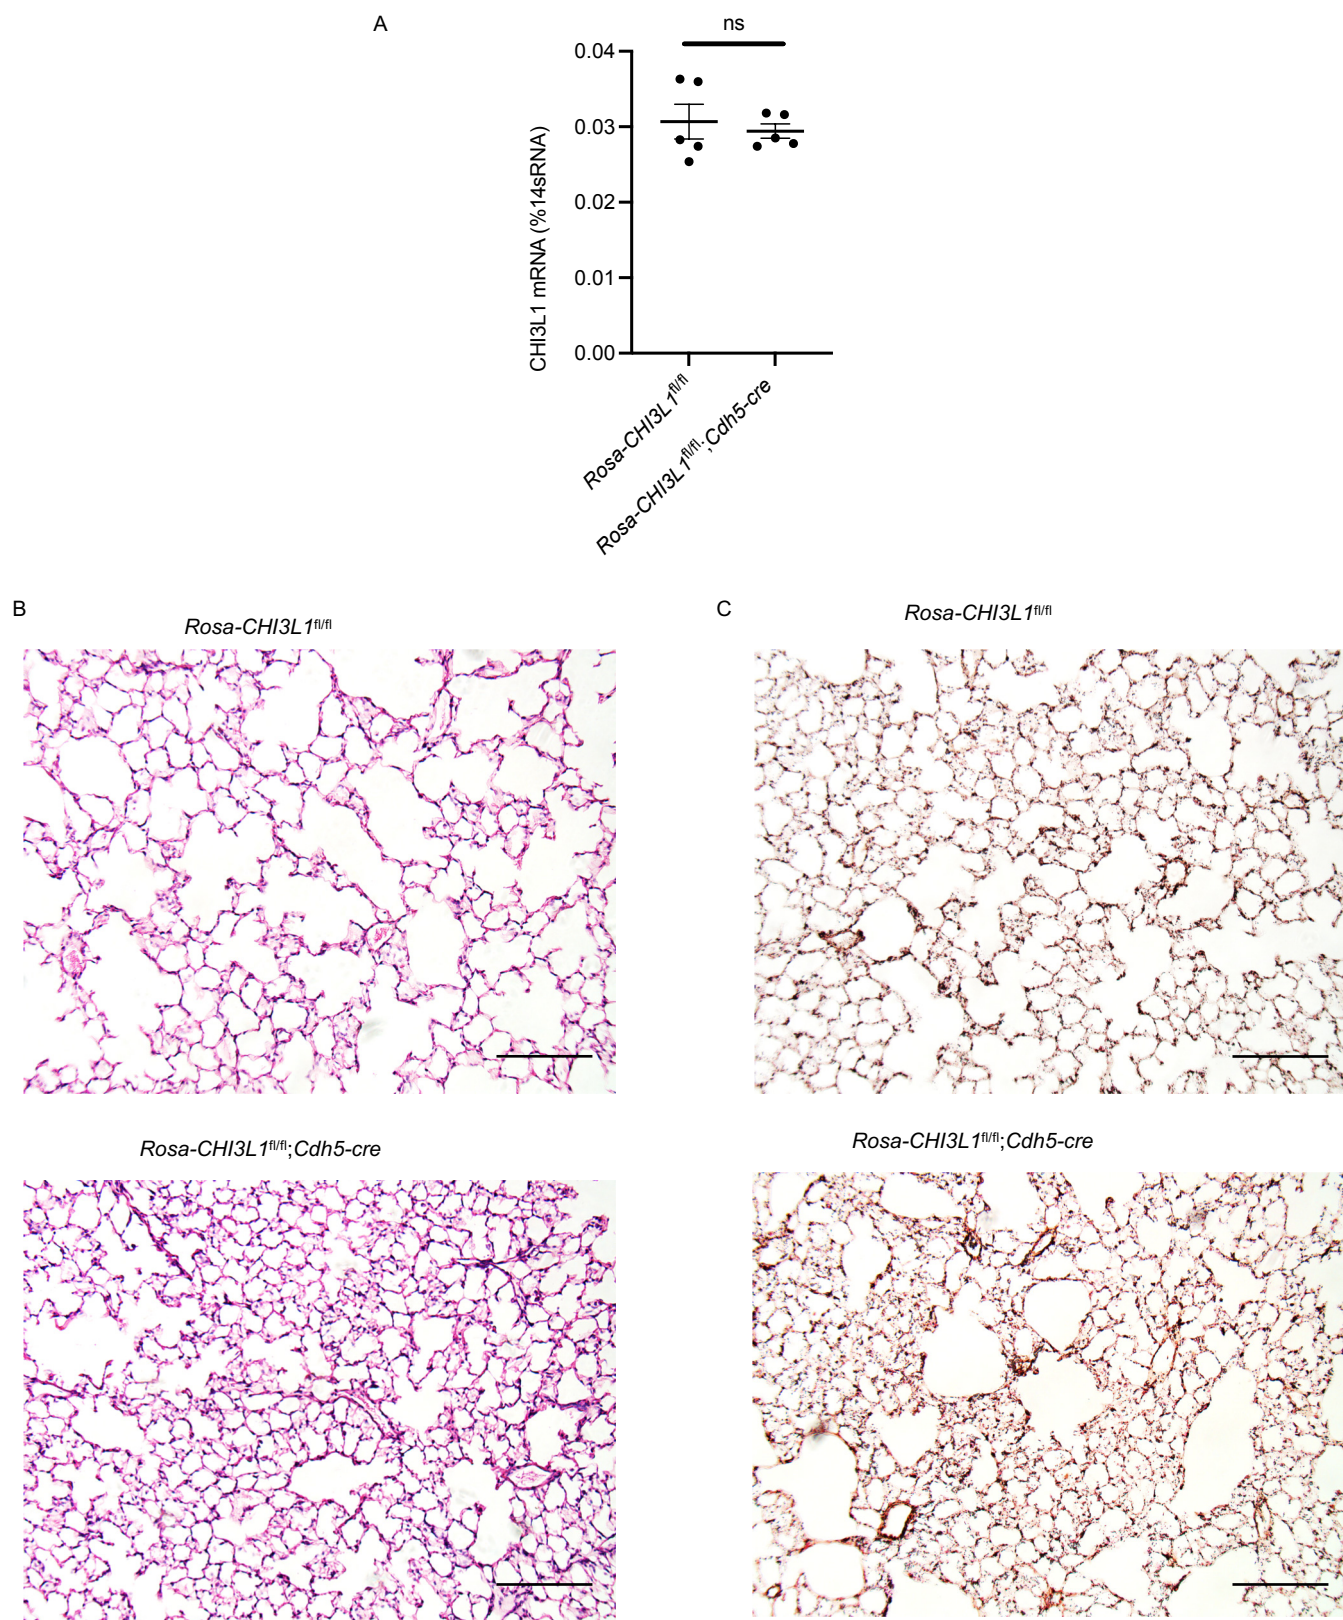 A
ns
0.04
0.03
0.02
0.01
0.00
CHI3L1 mRNA (%14sRNA)
Rosa-CHI3L1fl/fl
Rosa-CHI3L1fl/fl;Cdh5-cre
B
Rosa-CHI3L1fl/fl
C
Rosa-CHI3L1fl/fl
Rosa-CHI3L1fl/fl;Cdh5-cre
Rosa-CHI3L1fl/fl;Cdh5-cre